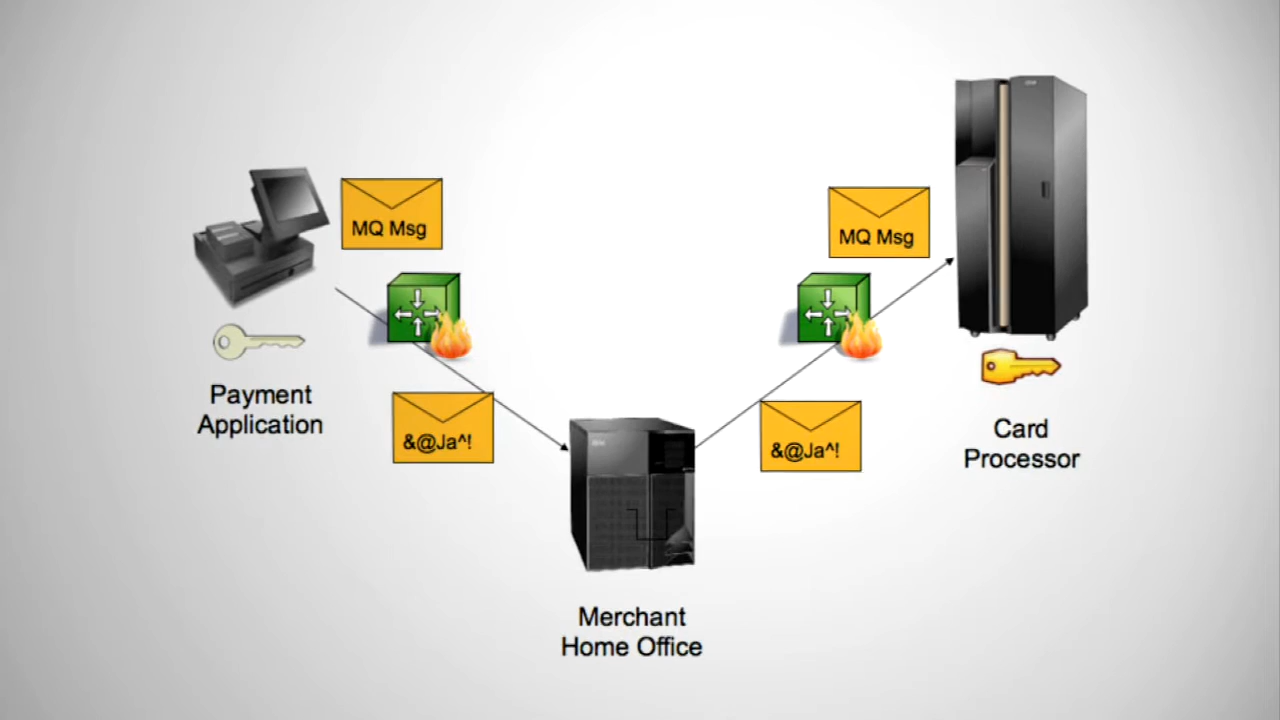 MQ Msg
MQ Msg
Payment
Application
&@Ja^!
&@Ja^!
Card
Processor
Merchant
Home Office